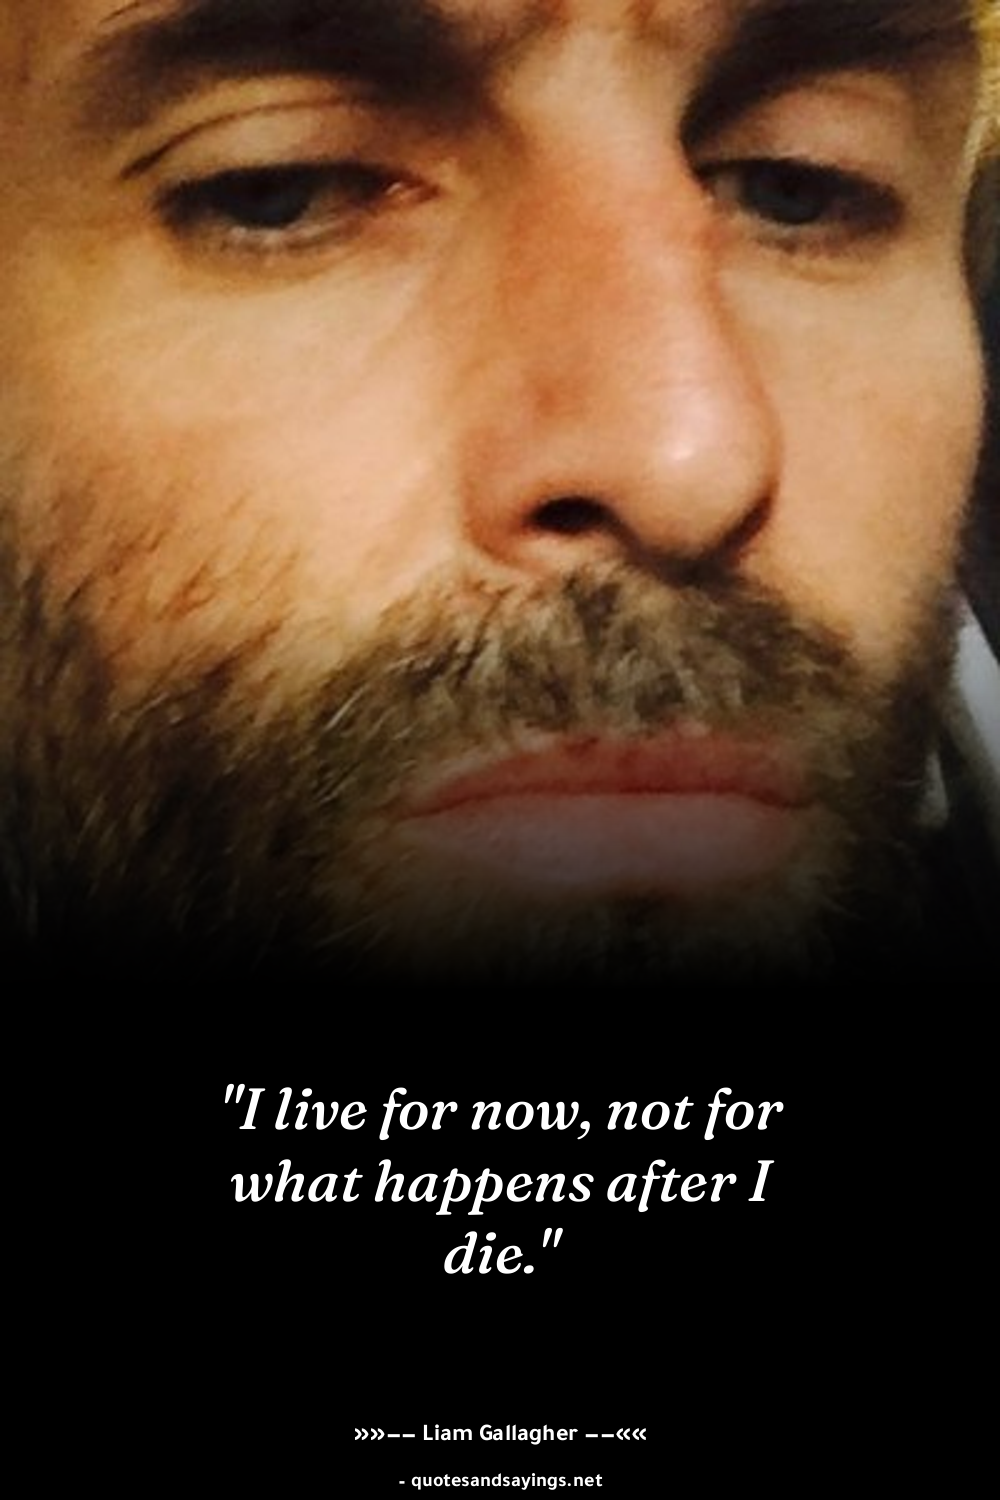 "I live for now, not for
what happens after I
die."
»»−− Liam Gallagher −−««
- quotesandsayings.net